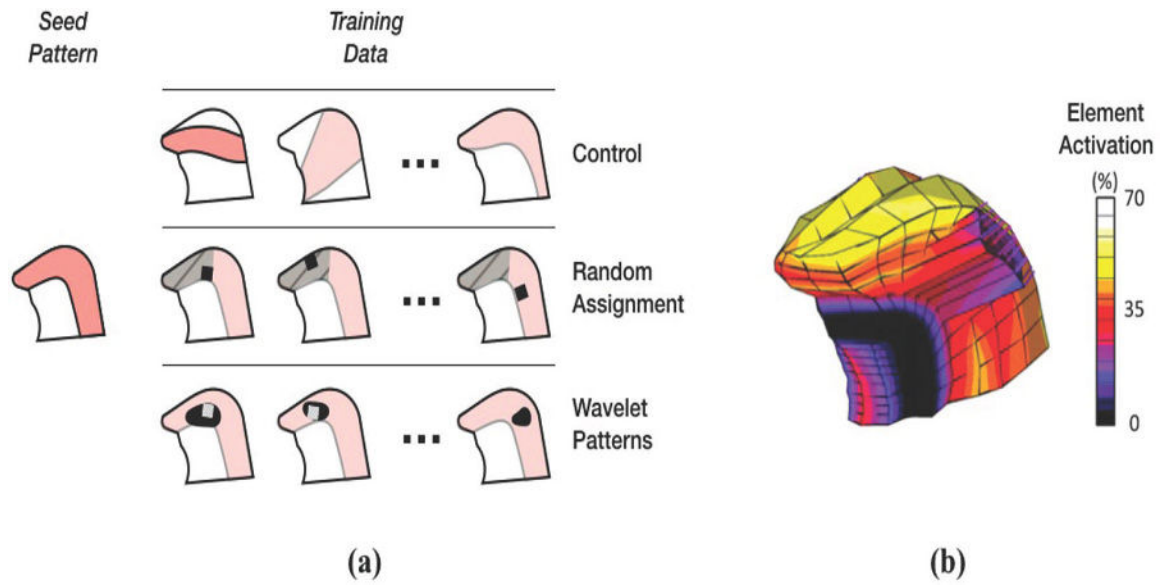 Seed
Pattern
Training
Data
Control
Random
Assignment
Wavelet
Patterns
(a)
Element
Activation
(%)
70
35
0
(b)